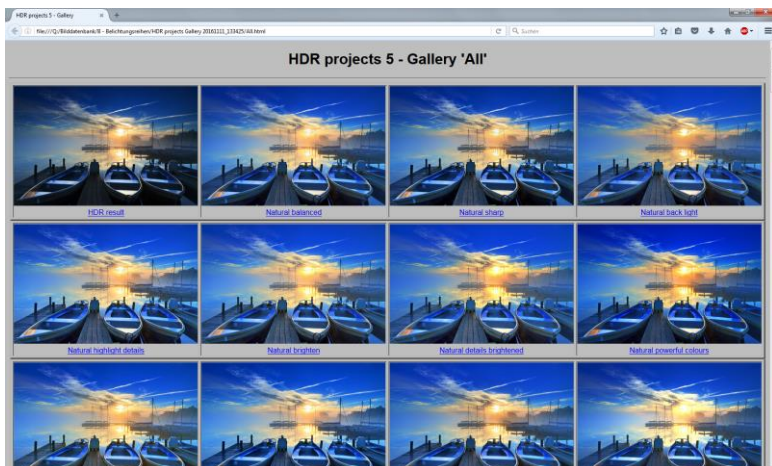 HDR projects 5 - Gallery
file:///Q:/Bilddatenbank/8 - Belichtungsreihen/HDR projects Gallery 20161111_133425/All.html
Suchen
HDR projects 5 - Gallery 'All'
HDR result
Natural balanced
Natural sharp
Natural back light
Natural highlight details
Natural brighten
Natural details brightened
Natural powerful colours